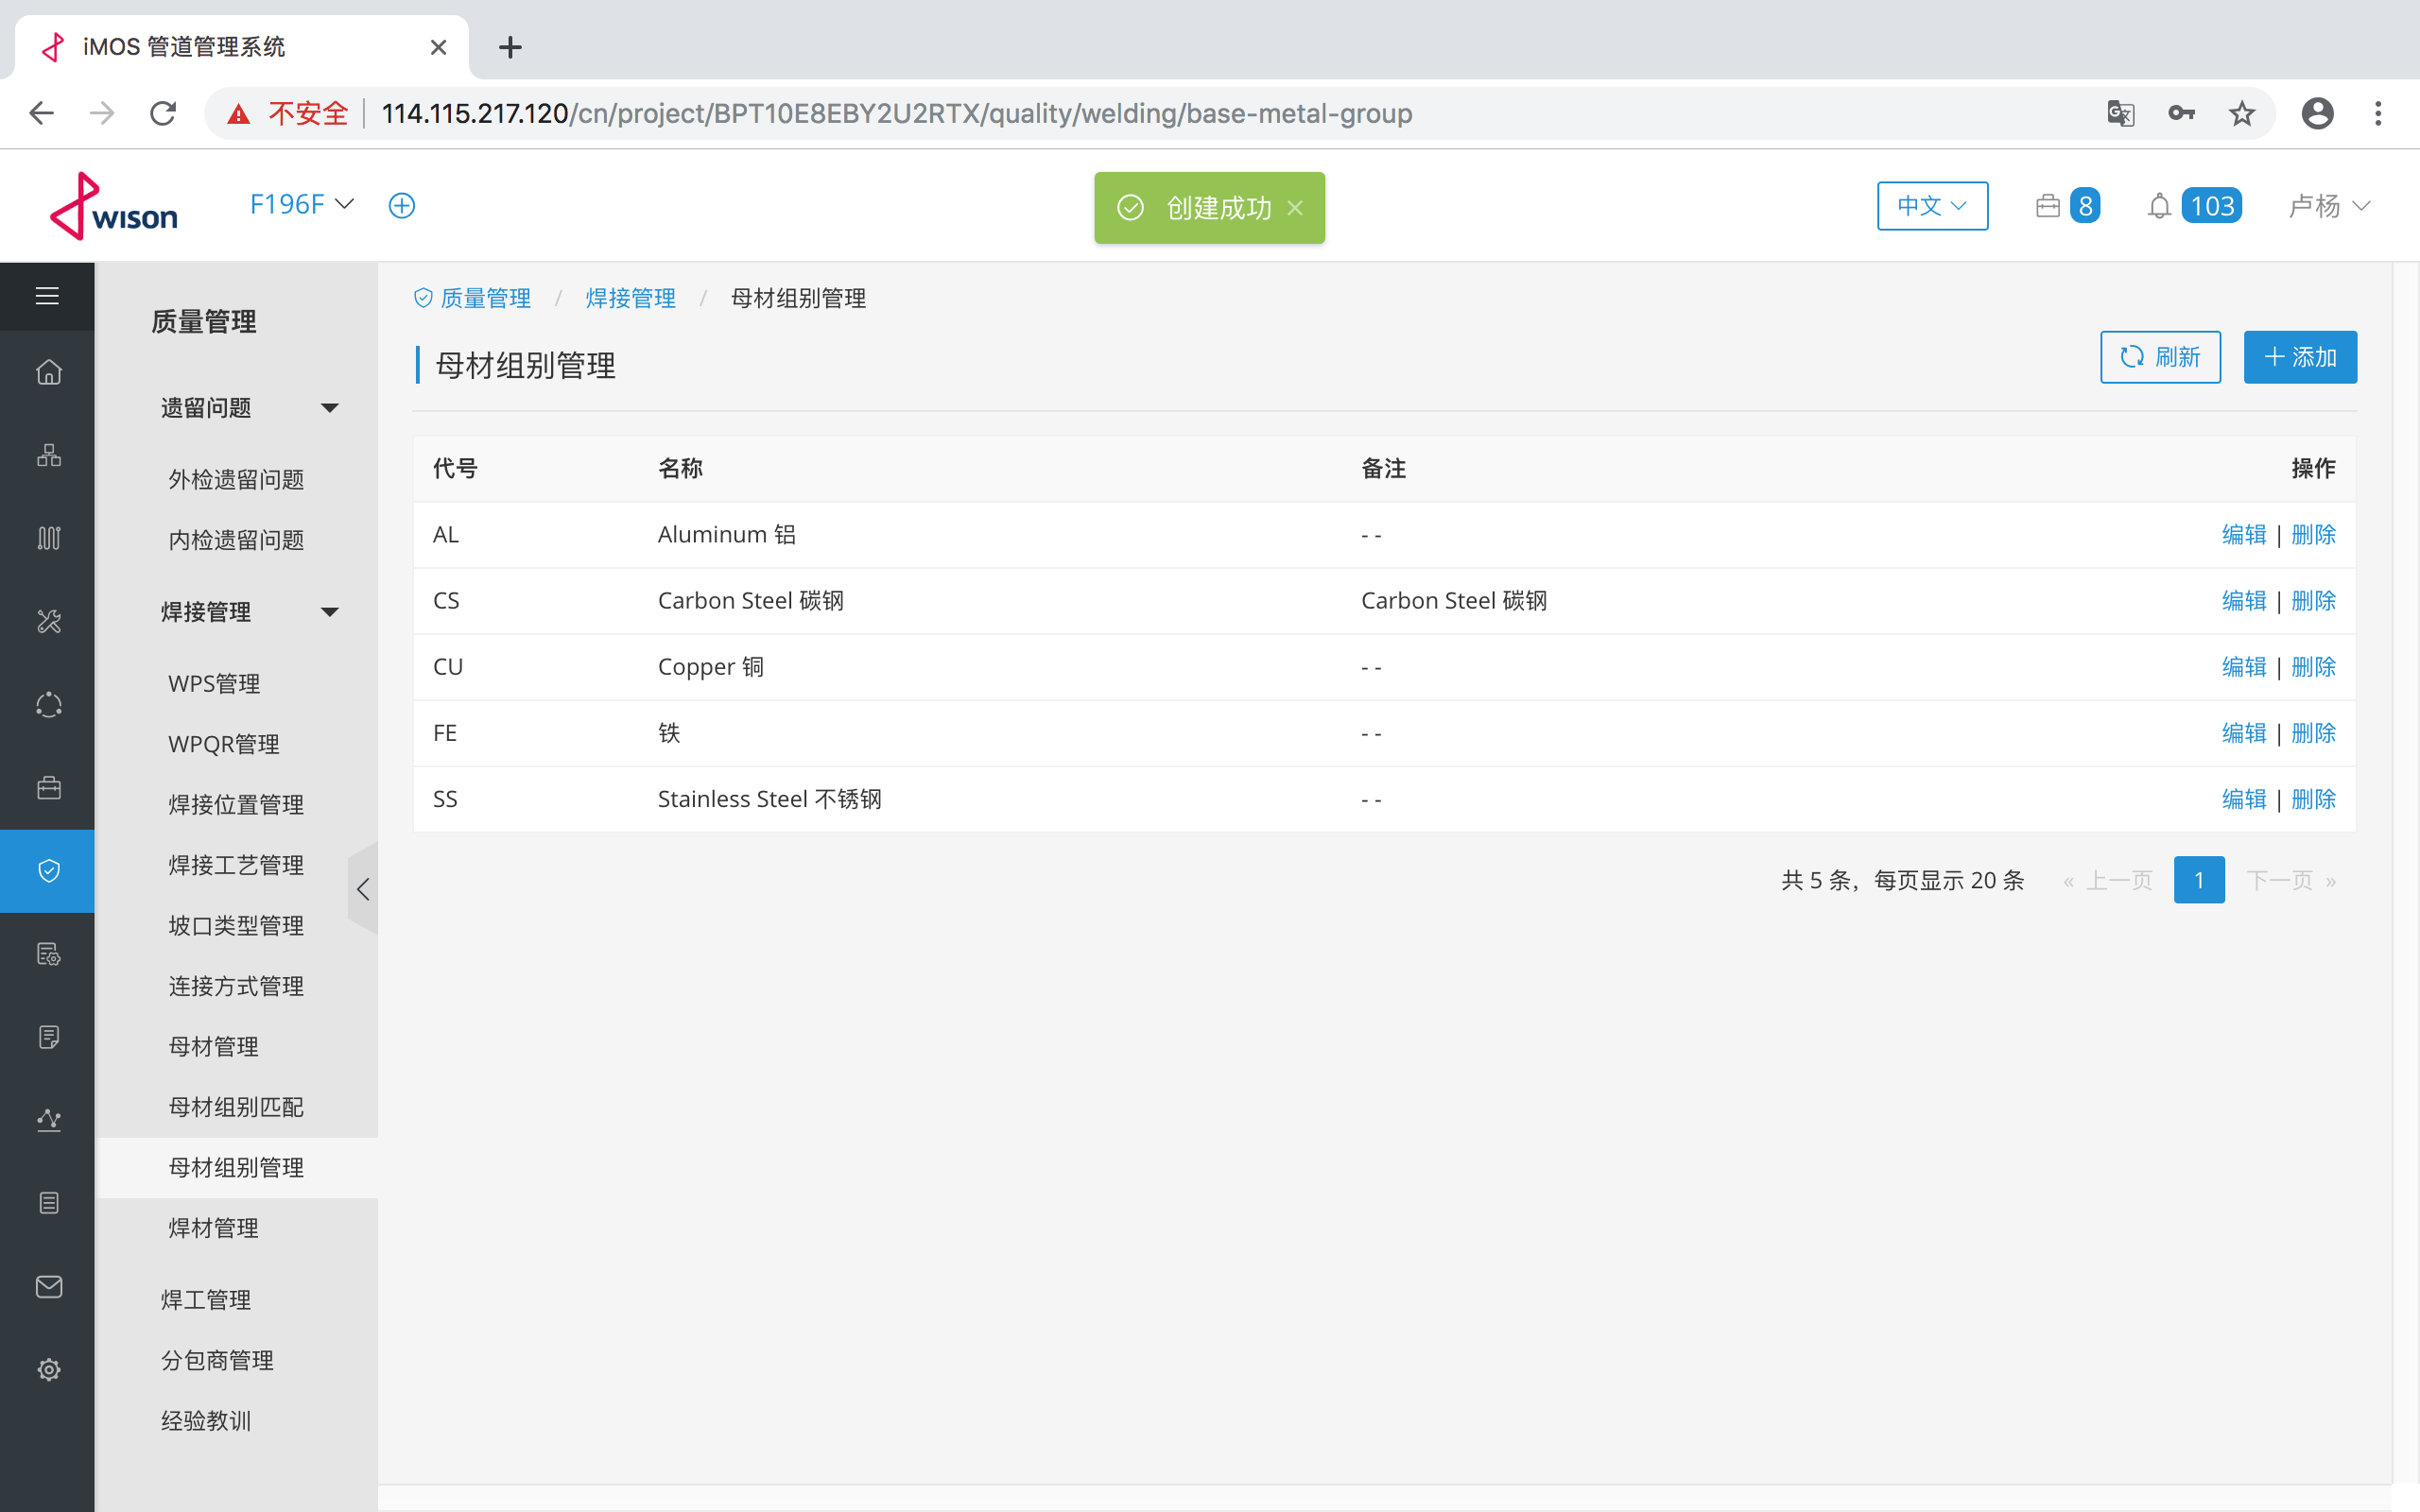 iMOS 管道管理系统
不安全
114.115.217.120/cn/project/BPT10E8EBY2U2RTX/quality/welding/base-metal-group
wison
F196F
创建成功
中文
8
103
卢杨
质量管理
遗留问题
外检遗留问题
内检遗留问题
焊接管理
WPS管理
WPQR管理
焊接位置管理
焊接工艺管理
坡口类型管理
连接方式管理
母材管理
母材组别匹配
母材组别管理
焊材管理
焊工管理
分包商管理
经验教训
质量管理 / 焊接管理 / 母材组别管理
母材组别管理
刷新
添加
代号 名称 备注 操作
AL Aluminum 铝 - - 编辑 | 删除
CS Carbon Steel 碳钢 Carbon Steel 碳钢 编辑 | 删除
CU Copper 铜 - - 编辑 | 删除
FE 铁 - - 编辑 | 删除
SS Stainless Steel 不锈钢 - - 编辑 | 删除
共 5 条，每页显示 20 条 « 上一页 1 下一页 »